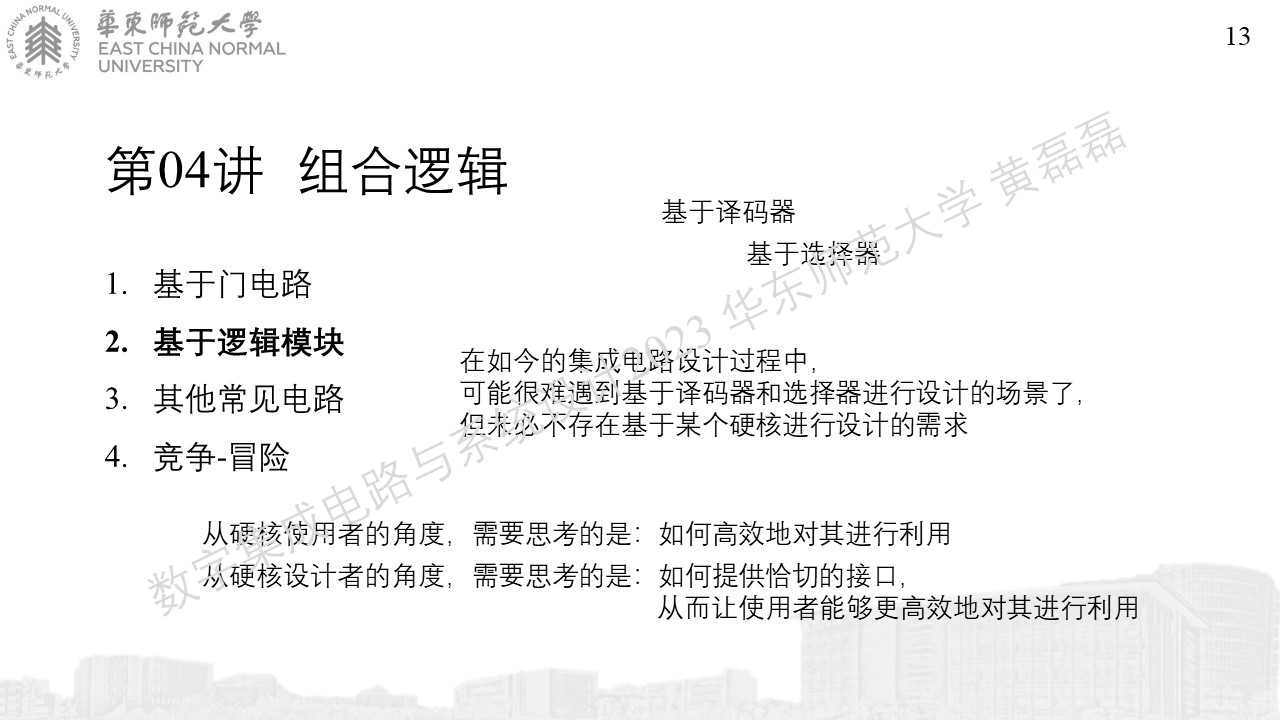 華東師范大學
EAST CHINA NORMAL
UNIVERSITY
EAST CHINA NORMAL UNIVERSITY
華東師范大學
13
第04讲 组合逻辑
基于译码器
基于选择器
1. 基于门电路
2. 基于逻辑模块
3. 其他常见电路
4. 竞争-冒险
在如今的集成电路设计过程中，
可能很难遇到基于译码器和选择器进行设计的场景了，
但未必不存在基于某个硬核进行设计的需求
从硬核使用者的角度，需要思考的是：如何高效地对其进行利用
从硬核设计者的角度，需要思考的是：如何提供恰切的接口，
从而让使用者能够更高效地对其进行利用
数字集成电路与系统设计2023 华东师范大学 黄磊磊